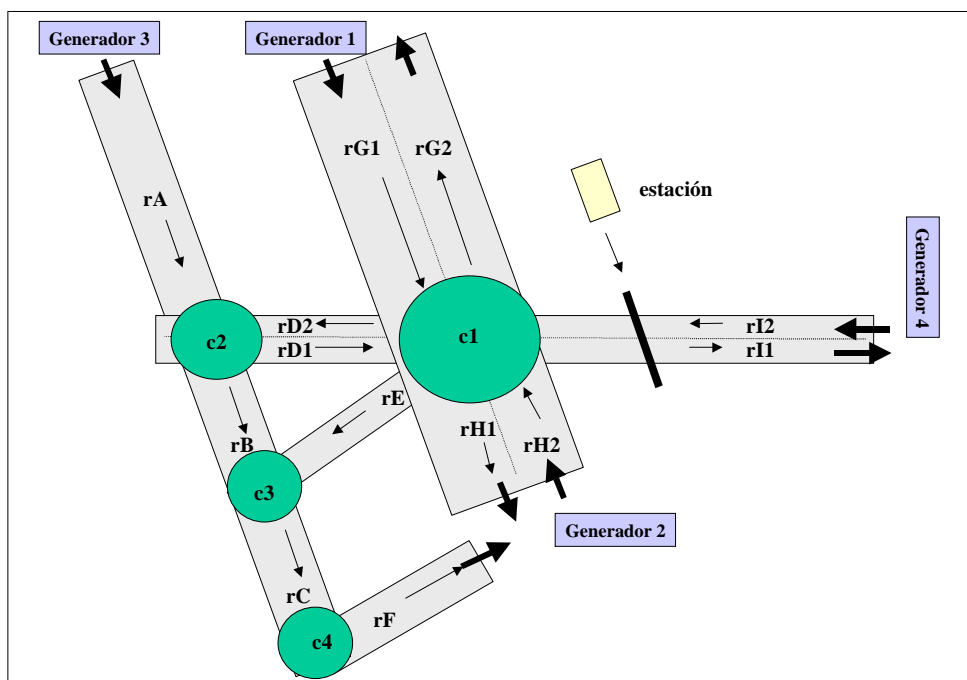 Generador 3
Generador 1
rG1
rG2
rA
estación
Generador 4
rD2
rI2
c2
c1
rD1
rI1
rE
rB
rH1
rH2
c3
Generador 2
rC
rF
c4